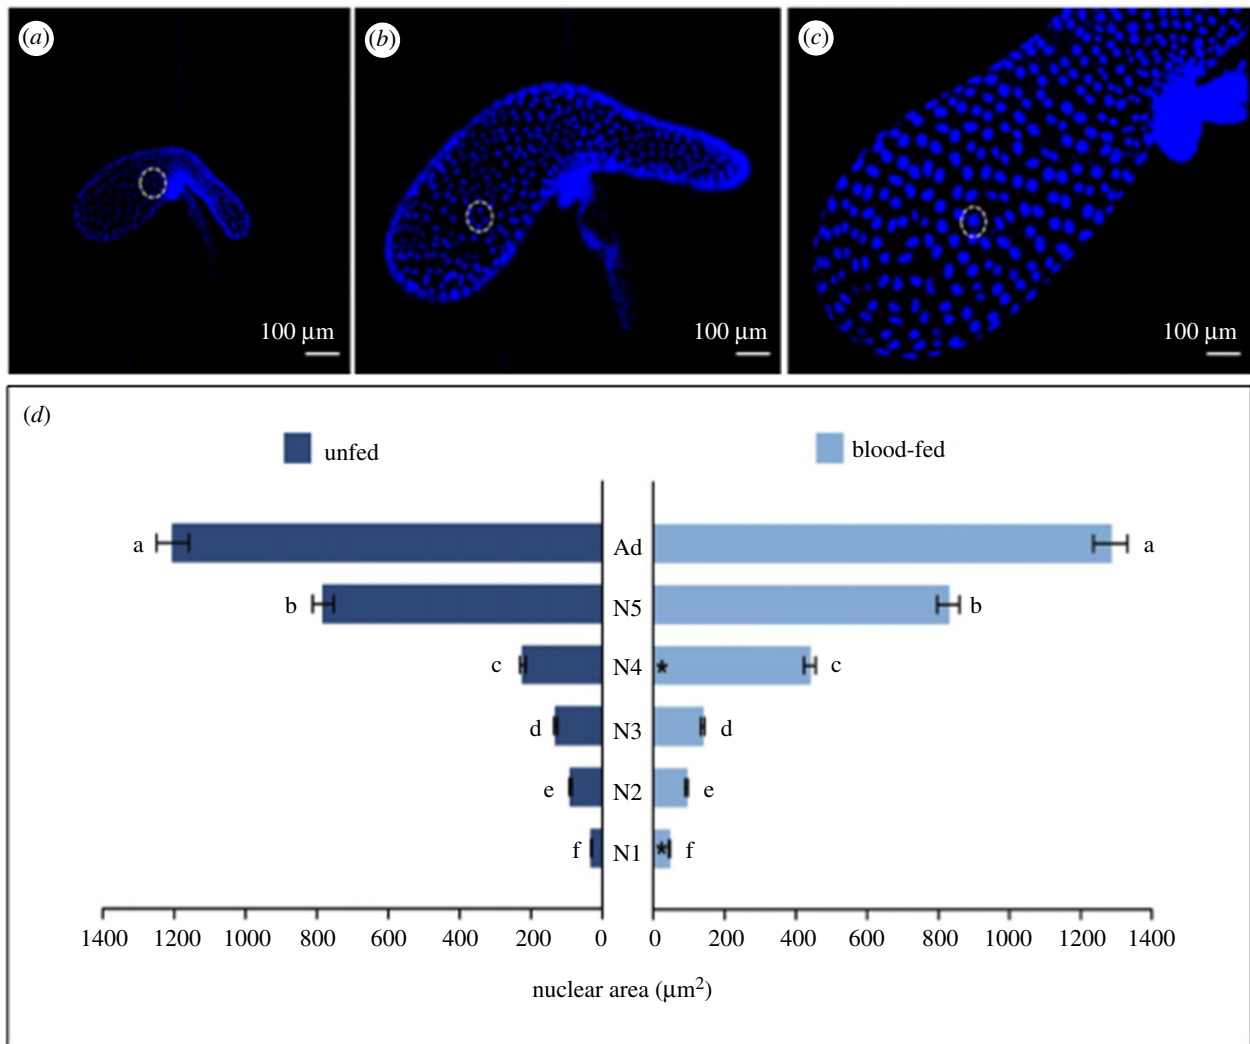 (a)
(b)
(c)
100 μm
100 μm
100 μm
(d)
unfed
blood-fed
a Ad a
b N5 b
c N4 * c
d N3 d
e N2 e
f N1 * f
1400 1200 1000 800 600 400 200 0 0 200 400 600 800 1000 1200 1400
nuclear area (μm²)